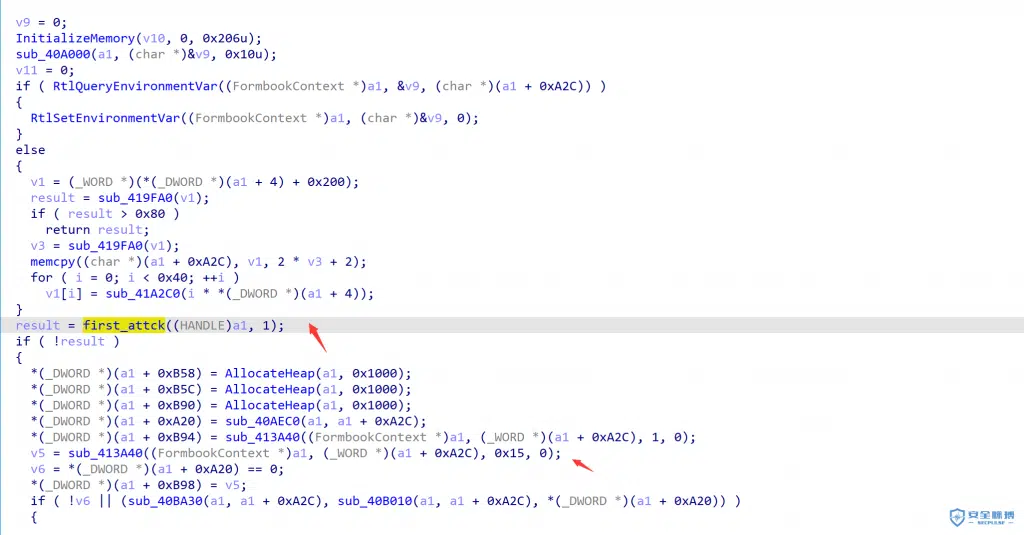 v9 = 0;
InitializeMemory(v10, 0, 0x206u);
sub_40A000(a1, (char *)&v9, 0x10u);
v11 = 0;
if ( RtlQueryEnvironmentVar((FormbookContext *)a1, &v9, (char *)(a1 + 0xA2C)) )
{
RtlSetEnvironmentVar((FormbookContext *)a1, (char *)&v9, 0);
}
else
{
v1 = (_WORD *)(*(_DWORD *)(a1 + 4) + 0x200);
result = sub_419FA0(v1);
if ( result > 0x80 )
return result;
v3 = sub_419FA0(v1);
memcpy((char *)(a1 + 0xA2C), v1, 2 * v3 + 2);
for ( i = 0; i < 0x40; ++i )
v1[i] = sub_41A2C0(i * *(_DWORD *)(a1 + 4));
}
result = first_attck((HANDLE)a1, 1);
if ( !result )
{
*(_DWORD *)(a1 + 0xB58) = AllocateHeap(a1, 0x1000);
*(_DWORD *)(a1 + 0xB5C) = AllocateHeap(a1, 0x1000);
*(_DWORD *)(a1 + 0xB90) = AllocateHeap(a1, 0x1000);
*(_DWORD *)(a1 + 0xA20) = sub_40AEC0(a1, a1 + 0xA2C);
*(_DWORD *)(a1 + 0xB94) = sub_413A40((FormbookContext *)a1, (_WORD *)(a1 + 0xA2C), 1, 0);
v5 = sub_413A40((FormbookContext *)a1, (_WORD *)(a1 + 0xA2C), 0x15, 0);
v6 = *(_DWORD *)(a1 + 0xA20) == 0;
*(_DWORD *)(a1 + 0xB98) = v5;
if ( !v6 || (sub_40BA30(a1, a1 + 0xA2C), sub_40B010(a1, a1 + 0xA2C), *(_DWORD *)(a1 + 0xA20)) )
{
安全脉搏
SECPULSE